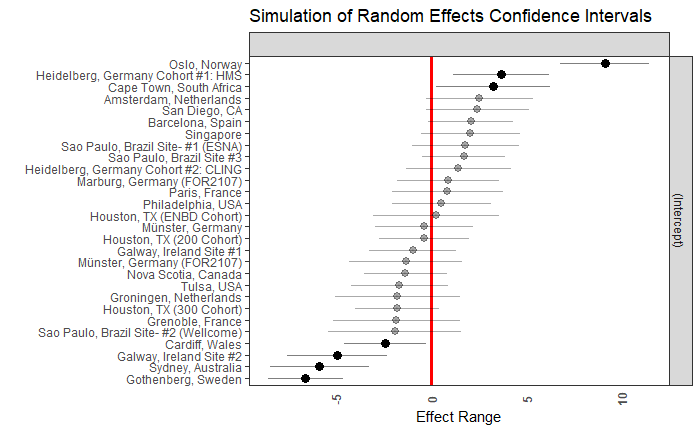 Simulation of Random Effects Confidence Intervals
Oslo, Norway
Heidelberg, Germany Cohort #1: HMS
Cape Town, South Africa
Amsterdam, Netherlands
San Diego, CA
Barcelona, Spain
Singapore
Sao Paulo, Brazil Site- #1 (ESNA)
Sao Paulo, Brazil Site #3
Heidelberg, Germany Cohort #2: CLING
Marburg, Germany (FOR2107)
Paris, France
Philadelphia, USA
Houston, TX (ENBD Cohort)
Münster, Germany
Houston, TX (200 Cohort)
Galway, Ireland Site #1
Münster, Germany (FOR2107)
Nova Scotia, Canada
Tulsa, USA
Groningen, Netherlands
Houston, TX (300 Cohort)
Grenoble, France
Sao Paulo, Brazil Site- #2 (Wellcome)
Cardiff, Wales
Galway, Ireland Site #2
Sydney, Australia
Gothenberg, Sweden
(Intercept)
-5
0
5
10
Effect Range